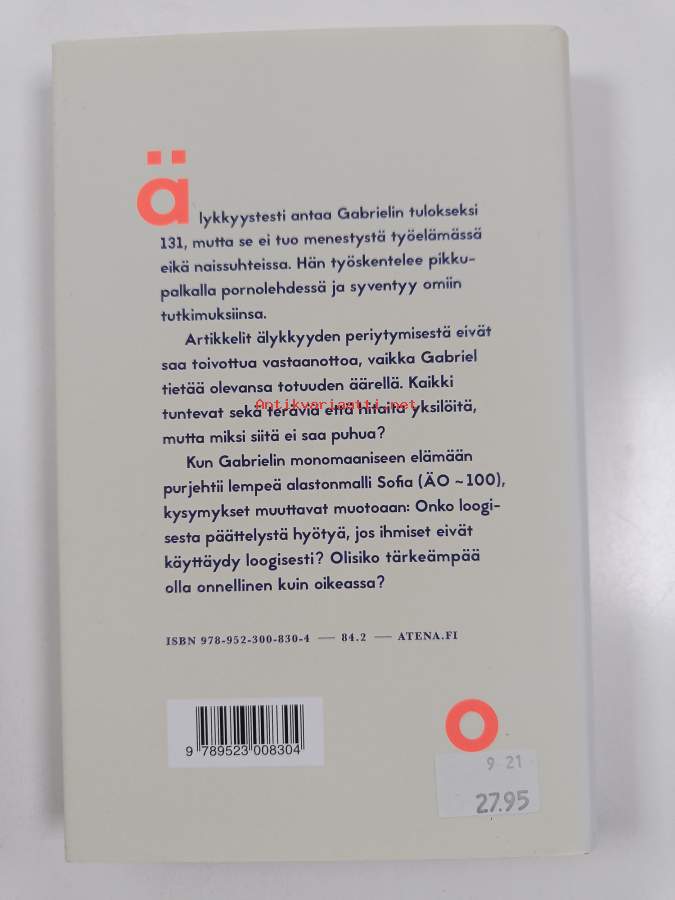 älykkyystesti antaa Gabrielin tulokseksi
131, mutta se ei tuo menestystä työelämässä
eikä naissuhteissa. Hän työskentelee pikku-
palkalla pornolehdessä ja syventyy omiin
tutkimuksiinsa.
Artikkelit älykkyyden periytymisestä eivät
saa toivottua vastaanottoa, vaikka Gabriel
tietää olevansa totuuden äärellä. Kaikki
tuntevat sekä teräviä että hitaita yksilöitä,
Antikvariaatti.net
mutta miksi siitä ei saa puhua?
Kun Gabrielin monomaaniseen elämään
purjehtii lempeä alastonmalli Sofia (ÄO ~100),
kysymykset muuttavat muotoaan: Onko loogi-
sesta päättelystä hyötyä, jos ihmiset eivät
käyttäydy loogisesti? Olisiko tärkeämpää
olla onnellinen kuin oikeassa?
ISBN 978-952-300-830-4 — 84.2 — ATENA.FI
9 789523 008304
o
9 21
27.95